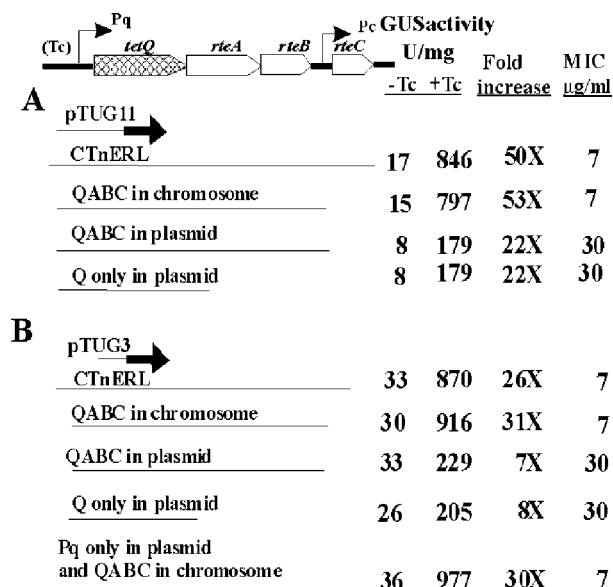 Pq
Pc GUSactivity
(Tc) tetQ rteA rteB rteC
U/mg Fold MIC
-Tc +Tc increase µg/ml
A
pTUG11
CTnERL 17 846 50X 7
QABC in chromosome 15 797 53X 7
QABC in plasmid 8 179 22X 30
Q only in plasmid 8 179 22X 30
B
pTUG3
CTnERL 33 870 26X 7
QABC in chromosome 30 916 31X 7
QABC in plasmid 33 229 7X 30
Q only in plasmid 26 205 8X 30
Pq only in plasmid
and QABC in chromosome 36 977 30X 7